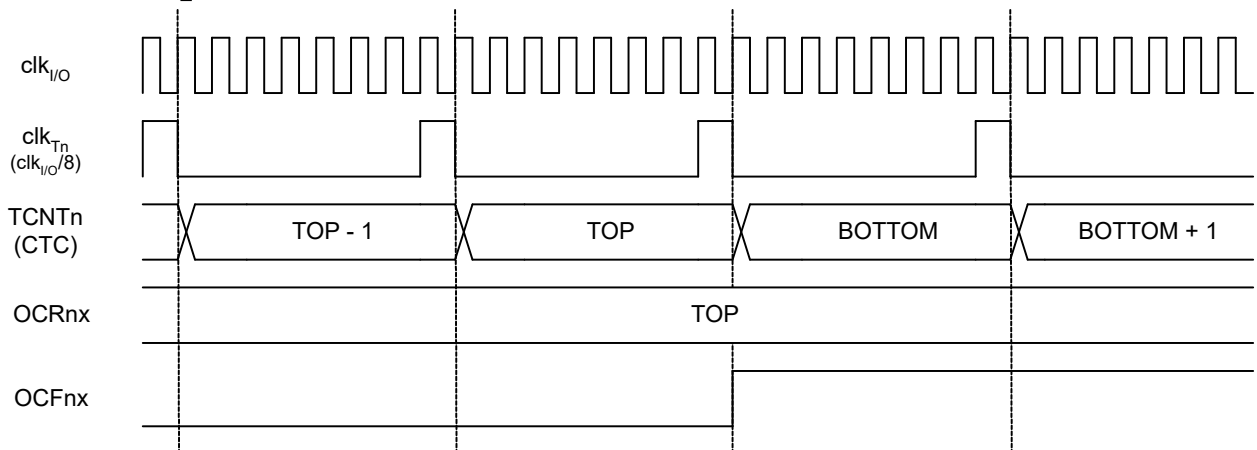 clkI/O
clkTn
(clkI/O/8)
TCNTn
(CTC)
TOP - 1
TOP
BOTTOM
BOTTOM + 1
OCRnx
TOP
OCFnx